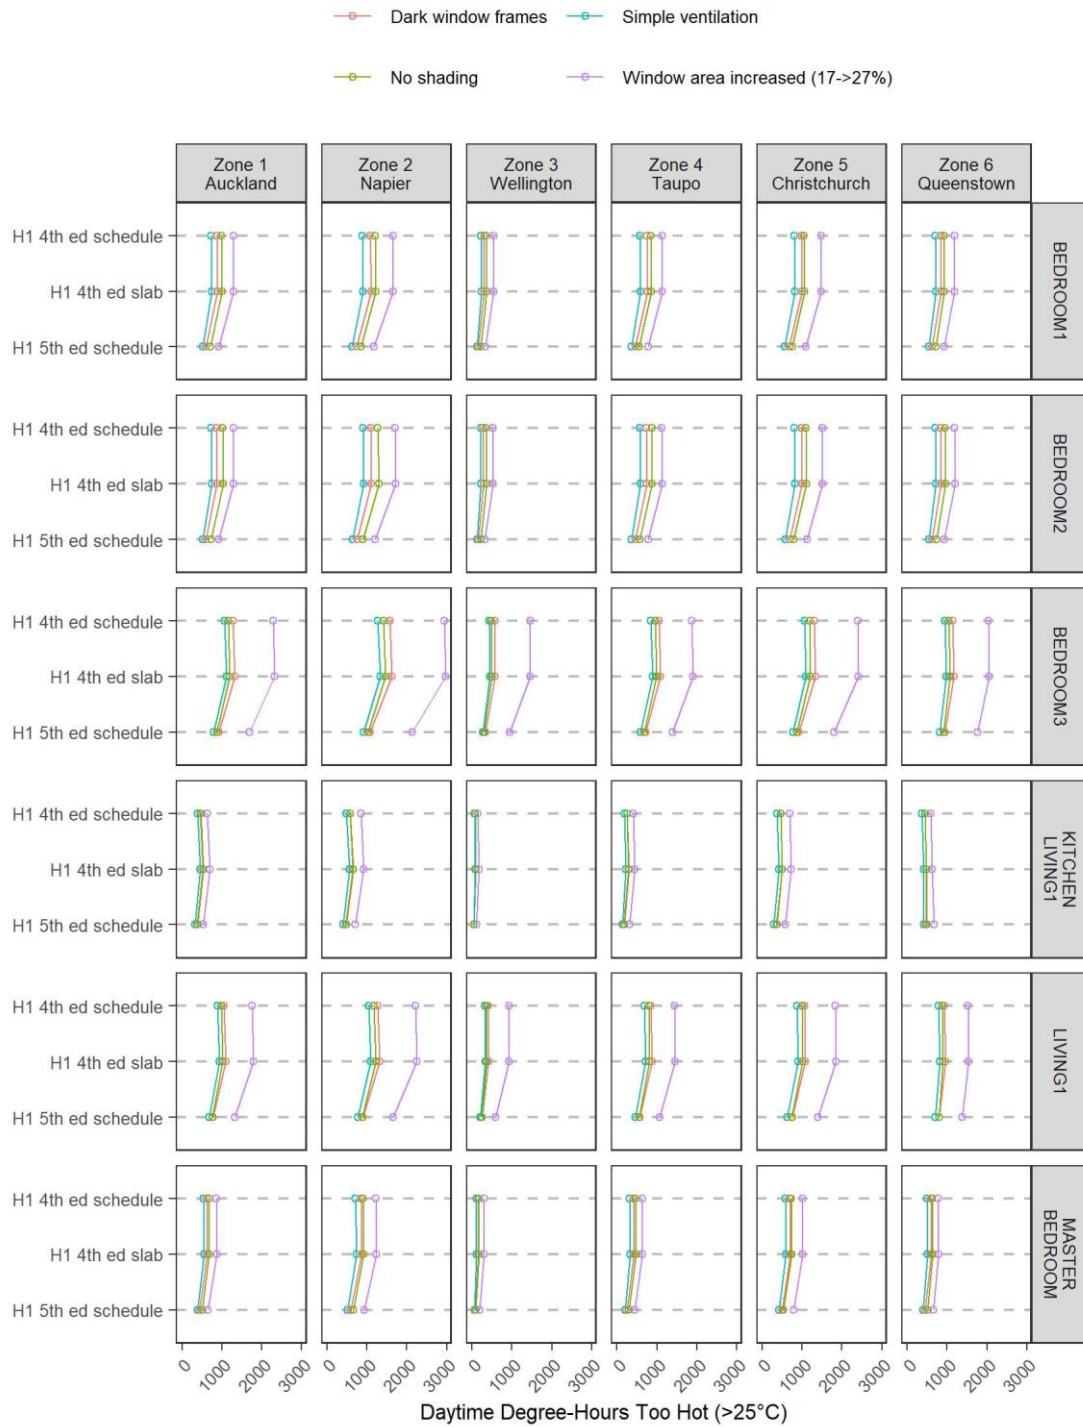 Dark window frames
Simple ventilation
No shading
Window area increased (17->27%)
Zone 1
Auckland
Zone 2
Napier
Zone 3
Wellington
Zone 4
Taupo
Zone 5
Christchurch
Zone 6
Queenstown
H1 4th ed schedule
H1 4th ed slab
H1 5th ed schedule
BEDROOM1
H1 4th ed schedule
H1 4th ed slab
H1 5th ed schedule
BEDROOM2
H1 4th ed schedule
H1 4th ed slab
H1 5th ed schedule
BEDROOM3
H1 4th ed schedule
H1 4th ed slab
H1 5th ed schedule
KITCHEN
LIVING1
H1 4th ed schedule
H1 4th ed slab
H1 5th ed schedule
LIVING1
H1 4th ed schedule
H1 4th ed slab
H1 5th ed schedule
MASTER
BEDROOM
0 1000 2000 3000 0 1000 2000 3000 0 1000 2000 3000 0 1000 2000 3000 0 1000 2000 3000 0 1000 2000 3000
Daytime Degree-Hours Too Hot (>25°C)